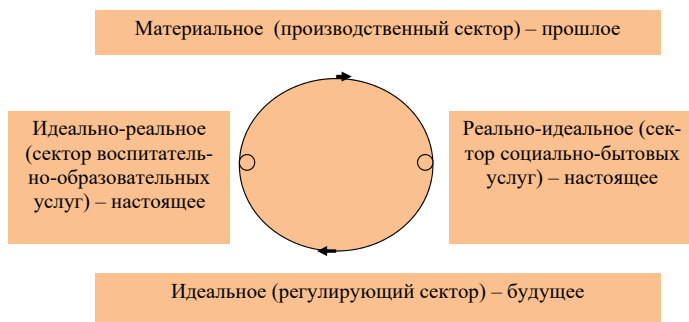 Материальное (производственный сектор) – прошлое
Идеально-реальное
(сектор воспитатель-
но-образовательных
услуг) – настоящее
Реально-идеальное (сек-
тор социально-бытовых
услуг) – настоящее
Идеальное (регулирующий сектор) – будущее